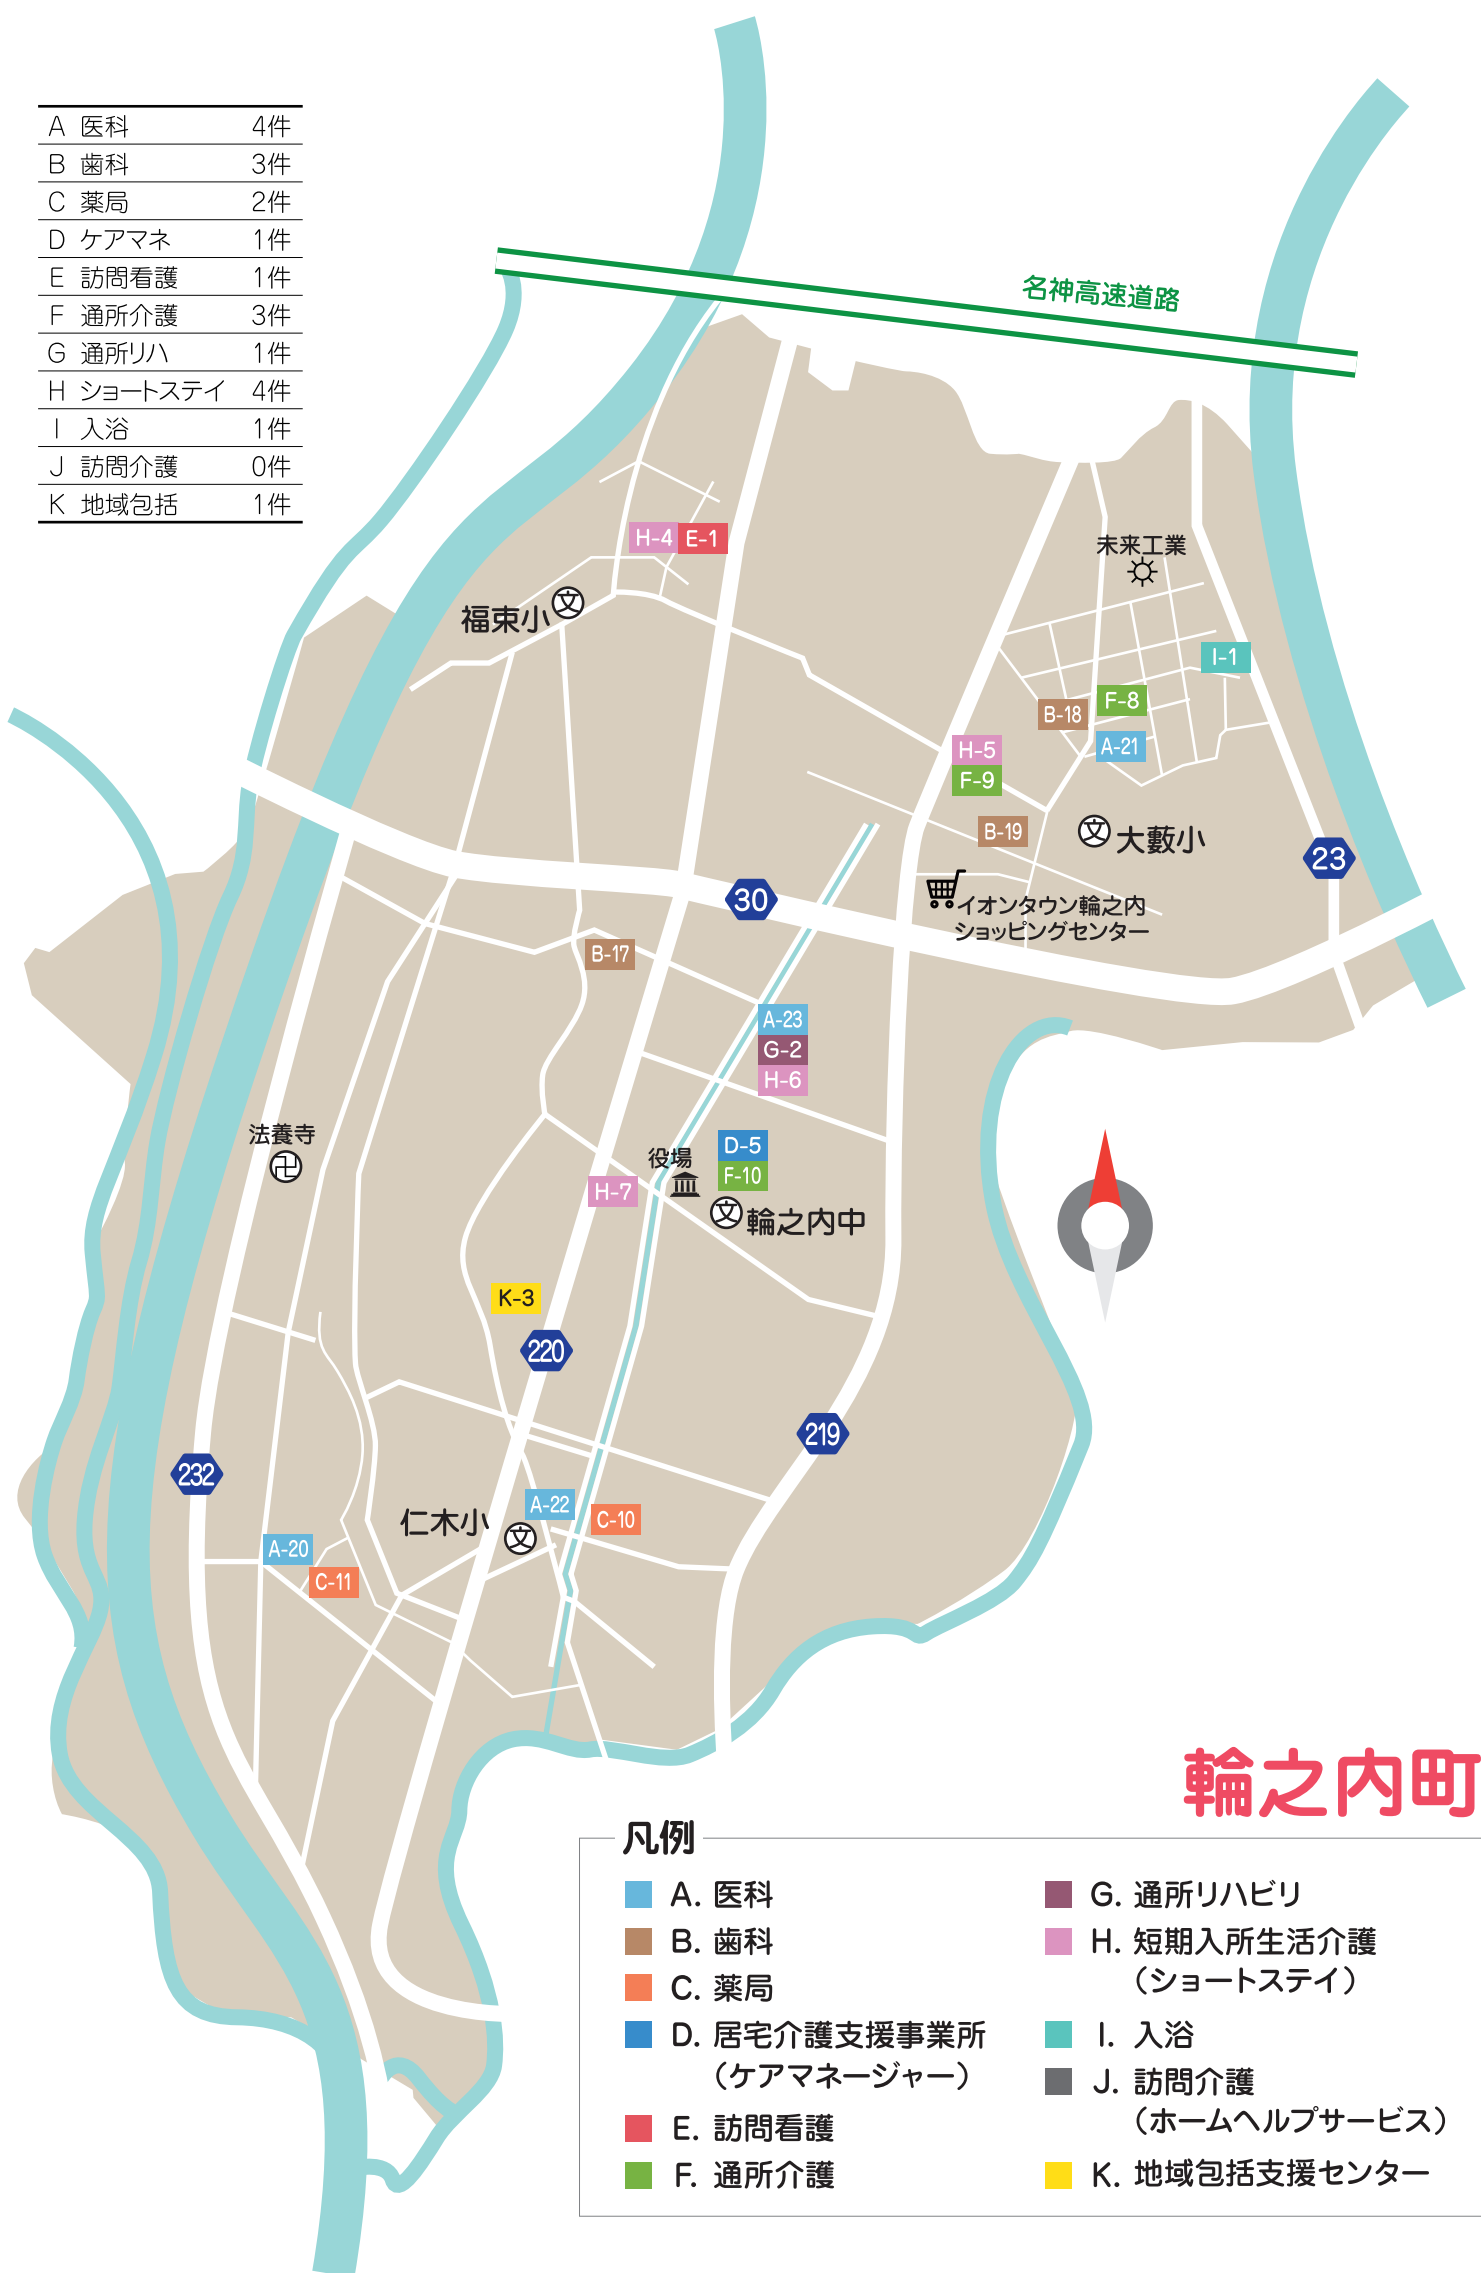 A 医科 4件
B 歯科 3件
C 薬局 2件
D ケアマネ 1件
E 訪問看護 1件
F 通所介護 3件
G 通所リハ 1件
H ショートステイ 4件
I 入浴 1件
J 訪問介護 0件
K 地域包括 1件
名神高速道路
H-4 E-1
未来工業
福束小
文
I-1
F-8
B-18
A-21
H-5
F-9
B-19
文
大藪小
23
30
イオンタウン輪之内
ショッピングセンター
B-17
A-23
G-2
H-6
法養寺
卍
役場
D-5
F-10
H-7
文
輪之内中
K-3
220
219
232
A-22
C-10
仁木小
文
A-20
C-11
輪之内町
凡例
A. 医科
B. 歯科
C. 薬局
D. 居宅介護支援事業所
（ケアマネージャー）
E. 訪問看護
F. 通所介護
G. 通所リハビリ
H. 短期入所生活介護
（ショートステイ）
I. 入浴
J. 訪問介護
（ホームヘルプサービス）
K. 地域包括支援センター